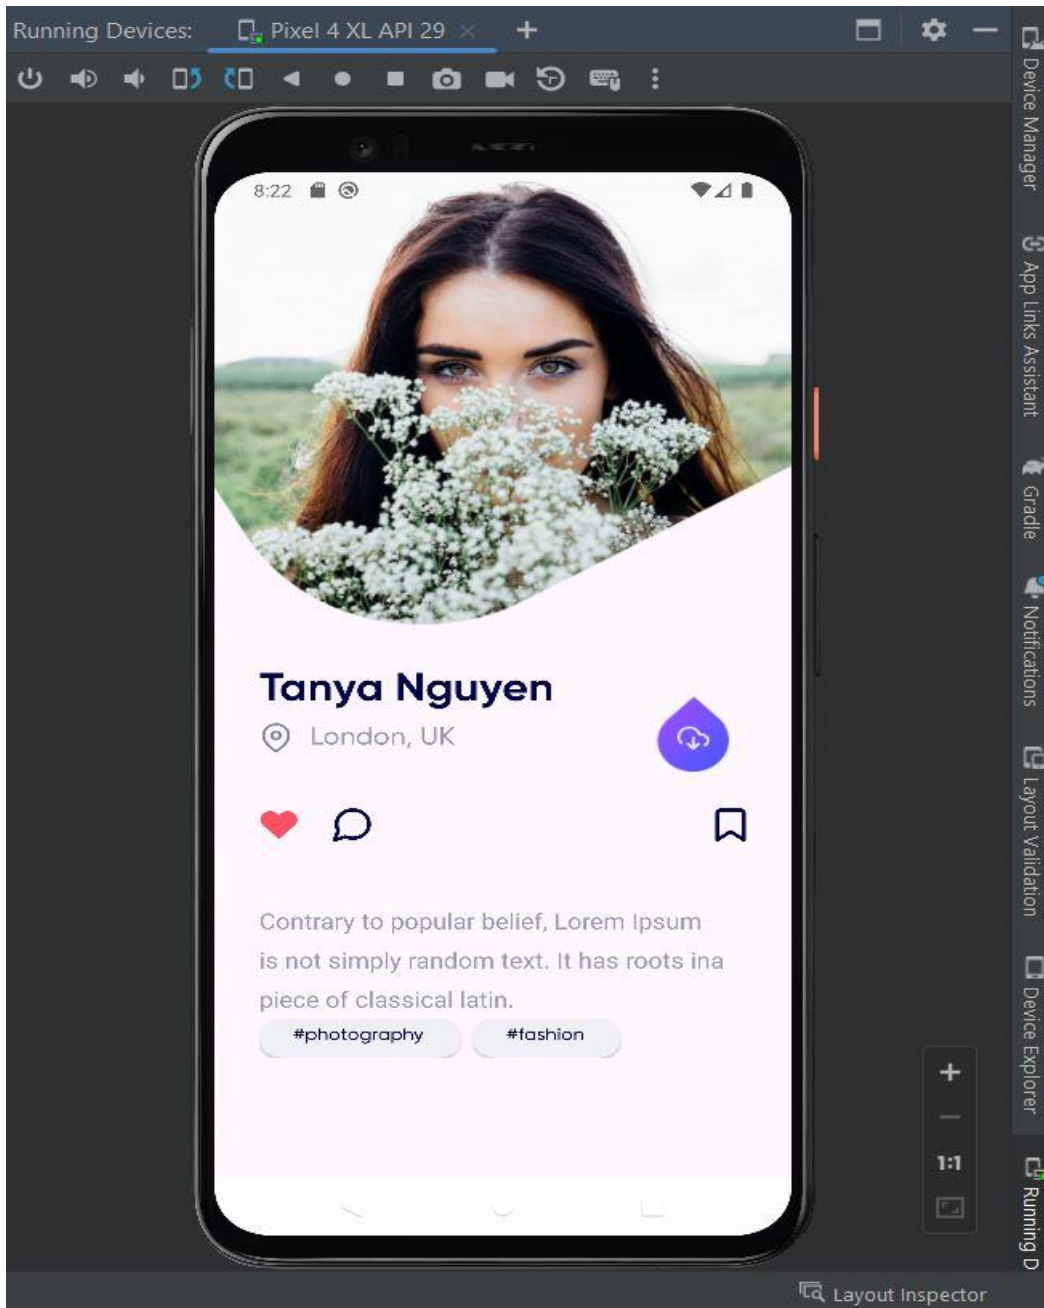 Running Devices: Pixel 4 XL API 29
8:22
Tanya Nguyen
London, UK
Contrary to popular belief, Lorem Ipsum
is not simply random text. It has roots ina
piece of classical latin.
#photography #fashion
1:1
Device Manager
App Links Assistant
Gradle
Notifications
Layout Validation
Device Explorer
Running D
Layout Inspector